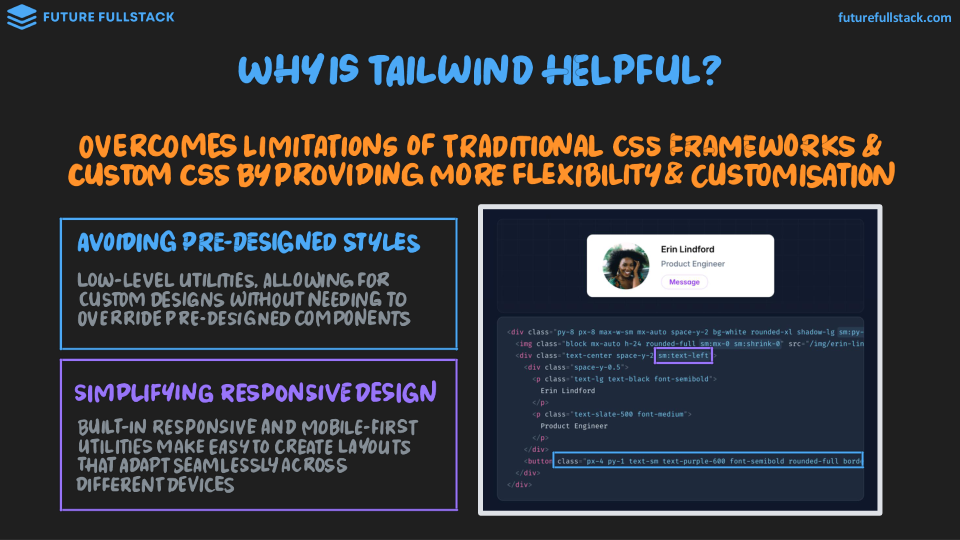 FUTURE FULLSTACK
futurefullstack.com
WHY IS TAILWIND HELPFUL?
OVERCOMES LIMITATIONS OF TRADITIONAL CSS FRAMEWORKS &
CUSTOM CSS BY PROVIDING MORE FLEXIBILITY & CUSTOMISATION
AVOIDING PRE-DESIGNED STYLES
LOW-LEVEL UTILITIES, ALLOWING FOR
CUSTOM DESIGNS WITHOUT NEEDING TO
OVERRIDE PRE-DESIGNED COMPONENTS
SIMPLIFYING RESPONSIVE DESIGN
BUILT-IN RESPONSIVE AND MOBILE-FIRST
UTILITIES MAKE EASY TO CREATE LAYOUTS
THAT ADAPT SEAMLESSLY ACROSS
DIFFERENT DEVICES
Erin Lindford
Product Engineer
Message
<div class="py-8 px-8 max-w-sm mx-auto space-y-2 bg-white rounded-xl shadow-lg sm:py-
<img class="block mx-auto h-24 rounded-full sm:mx-0 sm:shrink-0" src="/img/erin-lin
<div class="text-center space-y-2 sm:text-left">
<div class="space-y-0.5">
<p class="text-lg text-black font-semibold">
Erin Lindford
</p>
<p class="text-slate-500 font-medium">
Product Engineer
</p>
</div>
<button class="px-4 py-1 text-sm text-purple-600 font-semibold rounded-full borde
</div>
</div>